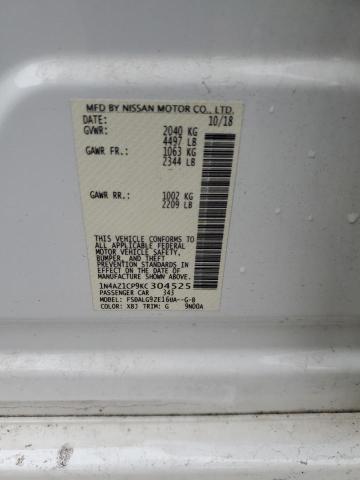 MFD BY NISSAN MOTOR CO., LTD.
DATE: 10/18
GVWR: 2040 KG
4497 LB
GAWR FR.: 1063 KG
2344 LB
GAWR RR.: 1002 KG
2209 LB
THIS VEHICLE CONFORMS TO ALL
APPLICABLE FEDERAL MOTOR VEHICLE SAFETY,
BUMPER, AND THEFT PREVENTION STANDARDS IN
EFFECT ON THE DATE OF MANUFACTURE SHOWN ABOVE.
1N4AZ1CP9KC304525
PASSENGER CAR 343
MODEL: FSDALG9ZE16UA--G-0
COLOR: XBJ TRIM: G 9N00A